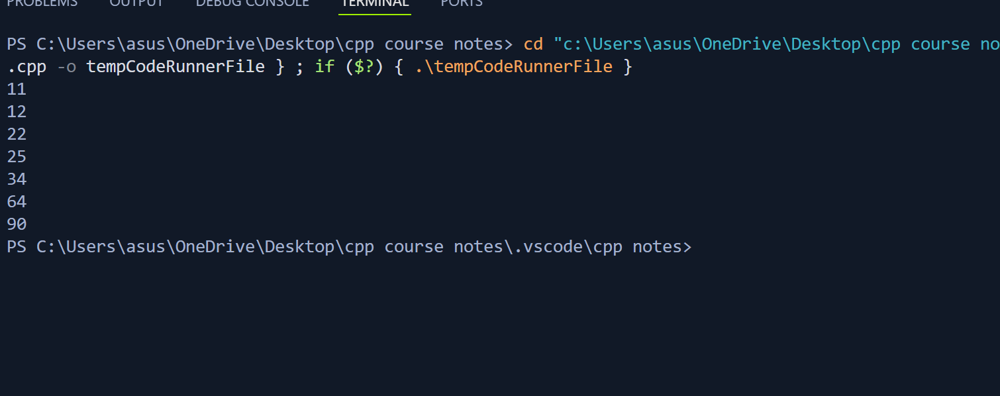 PROBLEMS OUTPUT DEBUG CONSOLE TERMINAL PORTS
PS C:\Users\asus\OneDrive\Desktop\cpp course notes> cd "c:\Users\asus\OneDrive\Desktop\cpp course no
.cpp -o tempCodeRunnerFile } ; if ($?) { .\tempCodeRunnerFile }
11
12
22
25
34
64
90
PS C:\Users\asus\OneDrive\Desktop\cpp course notes\.vscode\cpp notes>